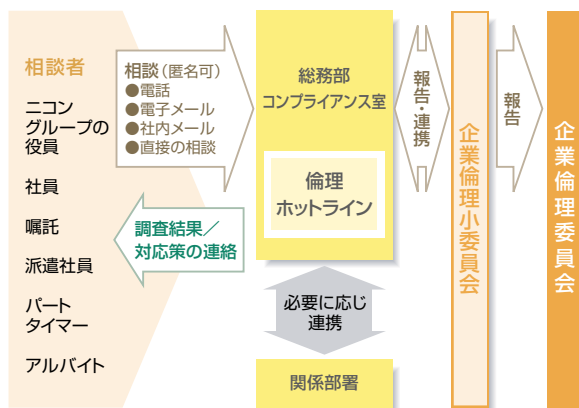 相談者
ニコン
グループの
役員
社員
嘱託
派遣社員
パート
タイマー
アルバイト
相談（匿名可）
●電話
●電子メール
●社内メール
●直接の相談
調査結果／
対応策の連絡
総務部
コンプライアンス室
倫理
ホットライン
必要に応じ
連携
関係部署
報告・連携
企業倫理小委員会
報告
企業倫理委員会